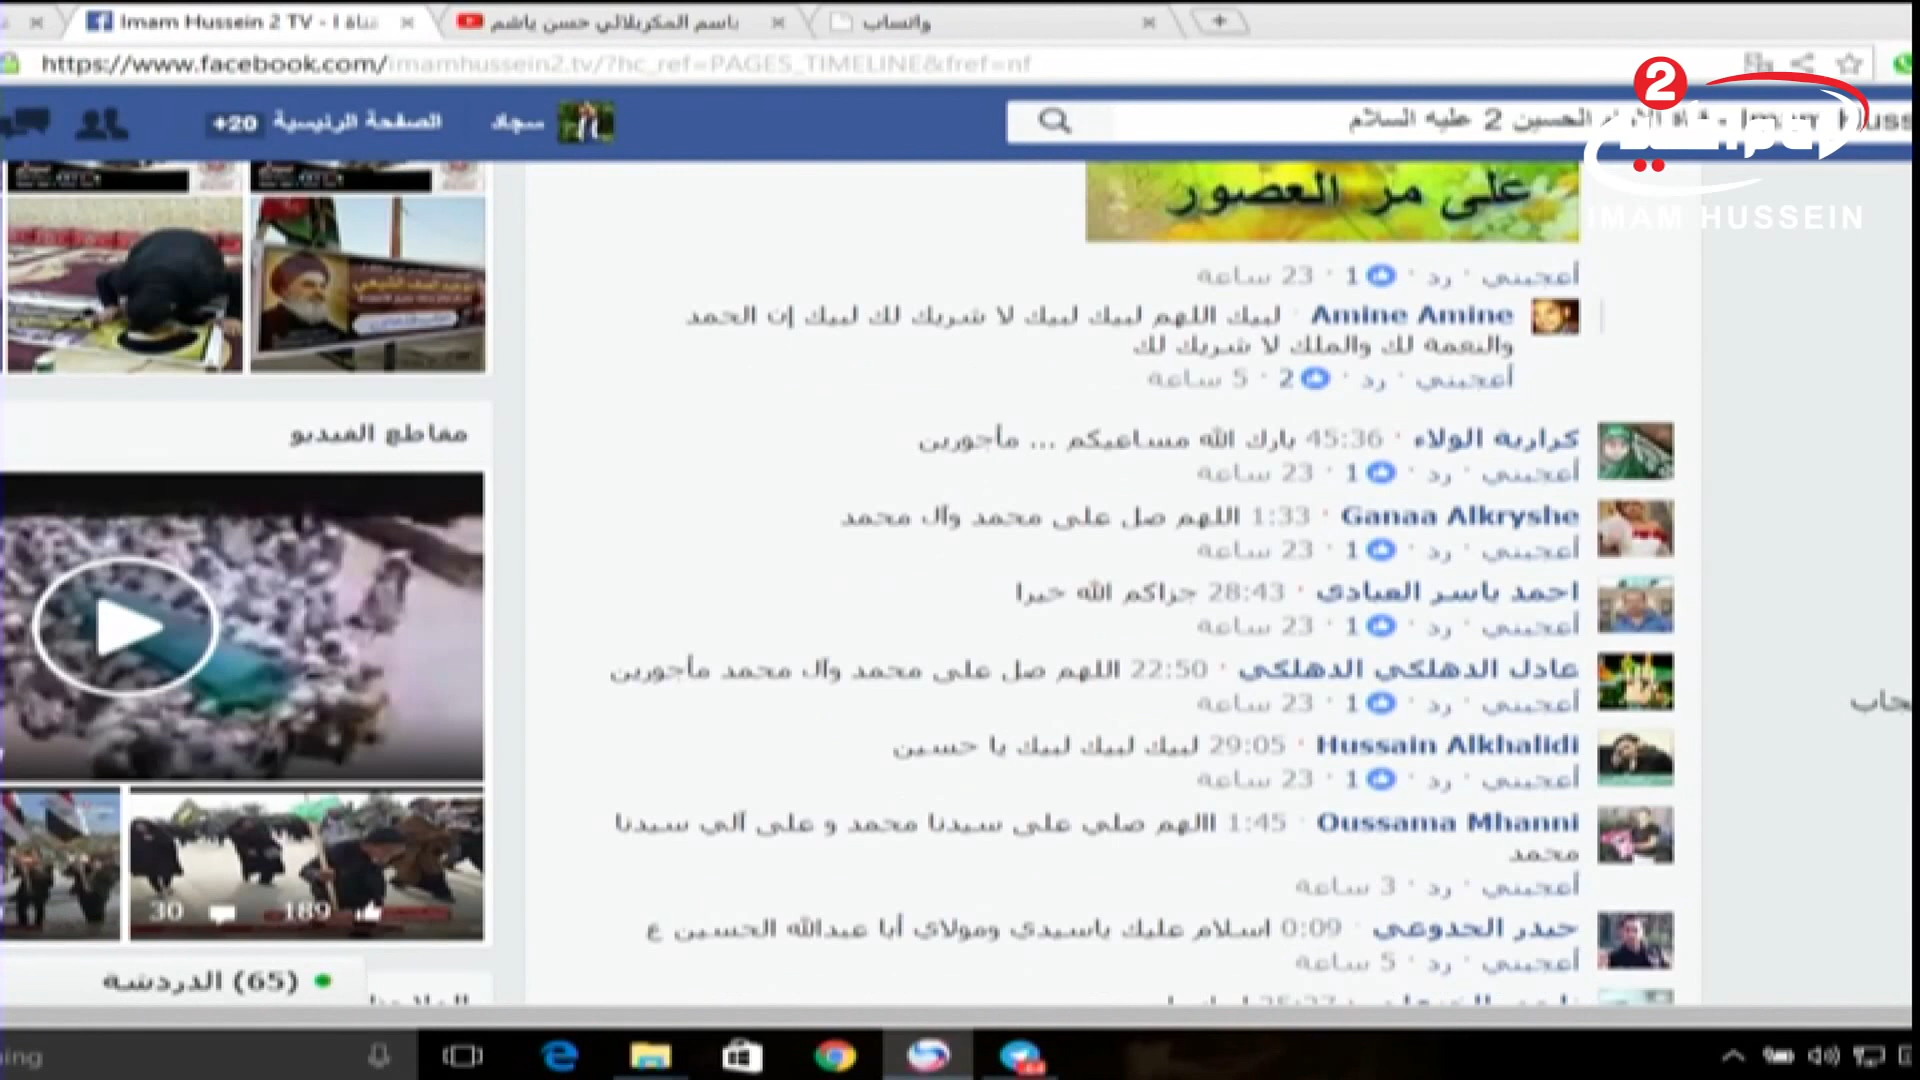 Imam Hussein 2 TV - قناة ا
باسم الكربلائي حسن ياشم
واتساب
https://www.facebook.com/imamhussein2.tv/?hc_ref=PAGES_TIMELINE&fref=nf
سجاد
الصفحة الرئيسية
+20
الحسين 2 عليه السلام
2
IMAM HUSSEIN
على مر العصور
أعجبني · رد · 1 · 23 ساعة
Amine Amine · لبيك اللهم لبيك لبيك لا شريك لك لبيك إن الحمد
والنعمة لك والملك لا شريك لك
أعجبني · رد · 2 · 5 ساعة
كرارية الولاء · 45:36 بارك الله مساعيكم ... مأجورين
أعجبني · رد · 1 · 23 ساعة
Ganaa Alkryshe · 1:33 اللهم صل على محمد وآل محمد
أعجبني · رد · 1 · 23 ساعة
احمد ياسر العبادي · 28:43 جزاكم الله خيرا
أعجبني · رد · 1 · 23 ساعة
عادل الدهلكي الدهلكي · 22:50 اللهم صل على محمد وآل محمد مأجورين
أعجبني · رد · 1 · 23 ساعة
Hussain Alkhalidi · 29:05 لبيك لبيك لبيك يا حسين
أعجبني · رد · 1 · 23 ساعة
Oussama Mhanni · 1:45 االهم صلي على سيدنا محمد و على آلي سيدنا
محمد
أعجبني · رد · 3 ساعة
حيدر الجدوعي · 0:09 اسلام عليك ياسيدي ومولاي أبا عبدالله الحسين ع
أعجبني · رد · 5 ساعة
مقاطع الفيديو
30
189
الدردشة (65)